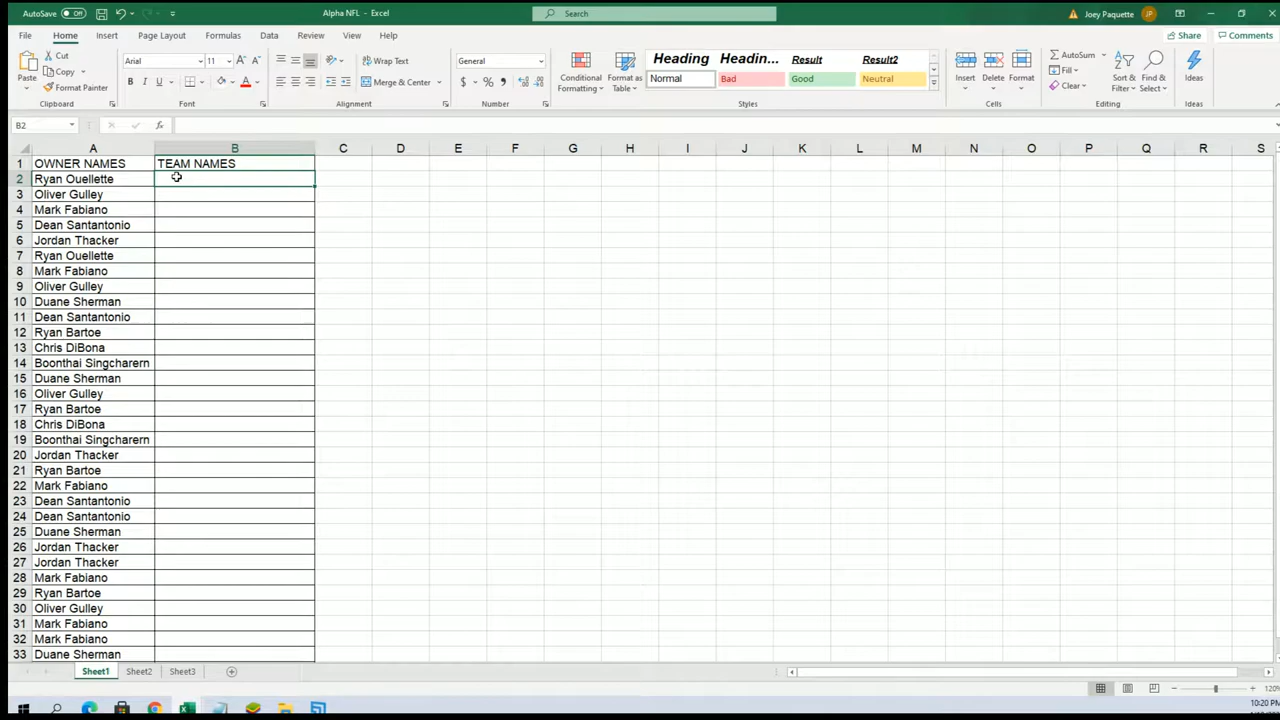 AutoSave Off
Alpha NFL - Excel
Search
Joey Paquette JP
File Home Insert Page Layout Formulas Data Review View Help
Share Comments
Paste
Cut
Copy
Format Painter
Clipboard
Arial 11
B I U
Font
Wrap Text
Merge & Center
Alignment
General
$ % ,
Number
Conditional Formatting
Format as Table
Heading Headin... Result Result2
Normal Bad Good Neutral
Styles
Insert Delete Format
Cells
AutoSum
Fill
Clear
Sort & Filter
Find & Select
Editing
Ideas
Ideas
B2 fx
A B C D E F G H I J K L M N O P Q R S
1 OWNER NAMES TEAM NAMES
2 Ryan Ouellette
3 Oliver Gulley
4 Mark Fabiano
5 Dean Santantonio
6 Jordan Thacker
7 Ryan Ouellette
8 Mark Fabiano
9 Oliver Gulley
10 Duane Sherman
11 Dean Santantonio
12 Ryan Bartoe
13 Chris DiBona
14 Boonthai Singcharern
15 Duane Sherman
16 Oliver Gulley
17 Ryan Bartoe
18 Chris DiBona
19 Boonthai Singcharern
20 Jordan Thacker
21 Ryan Bartoe
22 Mark Fabiano
23 Dean Santantonio
24 Dean Santantonio
25 Duane Sherman
26 Jordan Thacker
27 Jordan Thacker
28 Mark Fabiano
29 Ryan Bartoe
30 Oliver Gulley
31 Mark Fabiano
32 Mark Fabiano
33 Duane Sherman
Sheet1 Sheet2 Sheet3
120%
10:20 PM